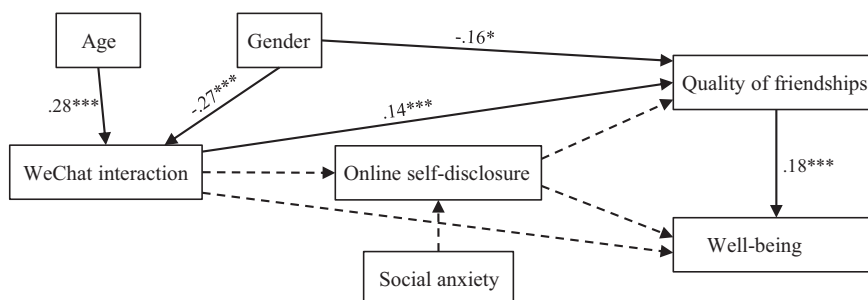 Age
Gender
-.16*
Quality of friendships
.28***
-.27***
.14***
WeChat interaction
Online self-disclosure
.18***
Well-being
Social anxiety